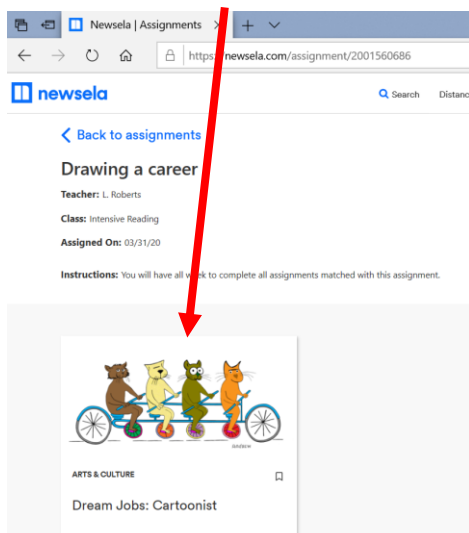 Newsela | Assignments
https://newsela.com/assignment/2001560686
newsela Search Distanc
Back to assignments
Drawing a career
Teacher: L. Roberts
Class: Intensive Reading
Assigned On: 03/31/20
Instructions: You will have all week to complete all assignments matched with this assignment.
ARTS & CULTURE
Dream Jobs: Cartoonist